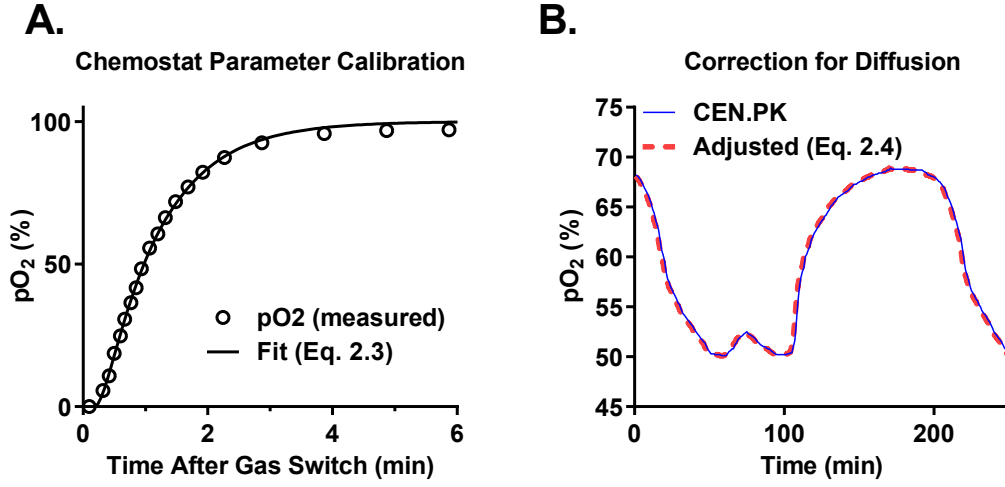 A.
Chemostat Parameter Calibration
pO2 (%)
100
50
0
0 2 4 6
Time After Gas Switch (min)
pO2 (measured)
Fit (Eq. 2.3)
B.
Correction for Diffusion
pO2 (%)
75
70
65
60
55
50
45
0 100 200
Time (min)
CEN.PK
Adjusted (Eq. 2.4)